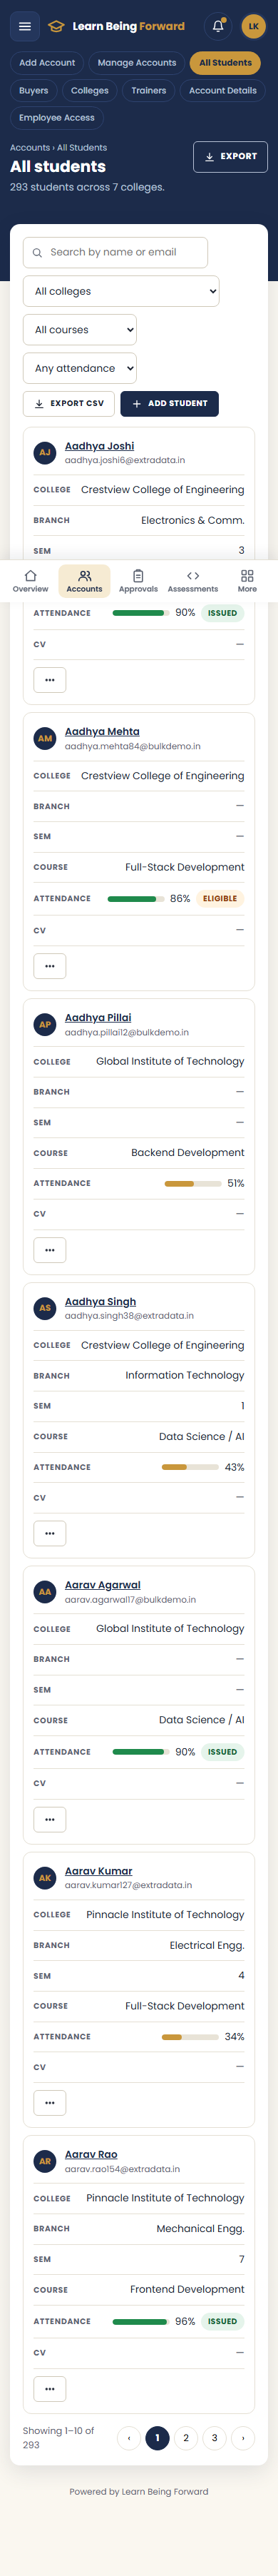 Learn Being Forward
LK
Add Account
Manage Accounts
All Students
Buyers
Colleges
Trainers
Account Details
Employee Access
Accounts › All Students
All students
293 students across 7 colleges.
EXPORT
Search by name or email
All colleges
All courses
Any attendance
EXPORT CSV
ADD STUDENT
AJ
Aadhya Joshi
aadhya.joshi6@extradata.in
COLLEGE Crestview College of Engineering
BRANCH Electronics & Comm.
SEM 3
Overview
Accounts
Approvals
Assessments
More
ATTENDANCE 90% ISSUED
CV —
•••
AM
Aadhya Mehta
aadhya.mehta84@bulkdemo.in
COLLEGE Crestview College of Engineering
BRANCH —
SEM —
COURSE Full-Stack Development
ATTENDANCE 86% ELIGIBLE
CV —
•••
AP
Aadhya Pillai
aadhya.pillai12@bulkdemo.in
COLLEGE Global Institute of Technology
BRANCH —
SEM —
COURSE Backend Development
ATTENDANCE 51%
CV —
•••
AS
Aadhya Singh
aadhya.singh38@extradata.in
COLLEGE Crestview College of Engineering
BRANCH Information Technology
SEM 1
COURSE Data Science / AI
ATTENDANCE 43%
CV —
•••
AA
Aarav Agarwal
aarav.agarwal17@bulkdemo.in
COLLEGE Global Institute of Technology
BRANCH —
SEM —
COURSE Data Science / AI
ATTENDANCE 90% ISSUED
CV —
•••
AK
Aarav Kumar
aarav.kumar127@extradata.in
COLLEGE Pinnacle Institute of Technology
BRANCH Electrical Engg.
SEM 4
COURSE Full-Stack Development
ATTENDANCE 34%
CV —
•••
AR
Aarav Rao
aarav.rao154@extradata.in
COLLEGE Pinnacle Institute of Technology
BRANCH Mechanical Engg.
SEM 7
COURSE Frontend Development
ATTENDANCE 96% ISSUED
CV —
•••
Showing 1–10 of
293
‹ 1 2 3 ›
Powered by Learn Being Forward